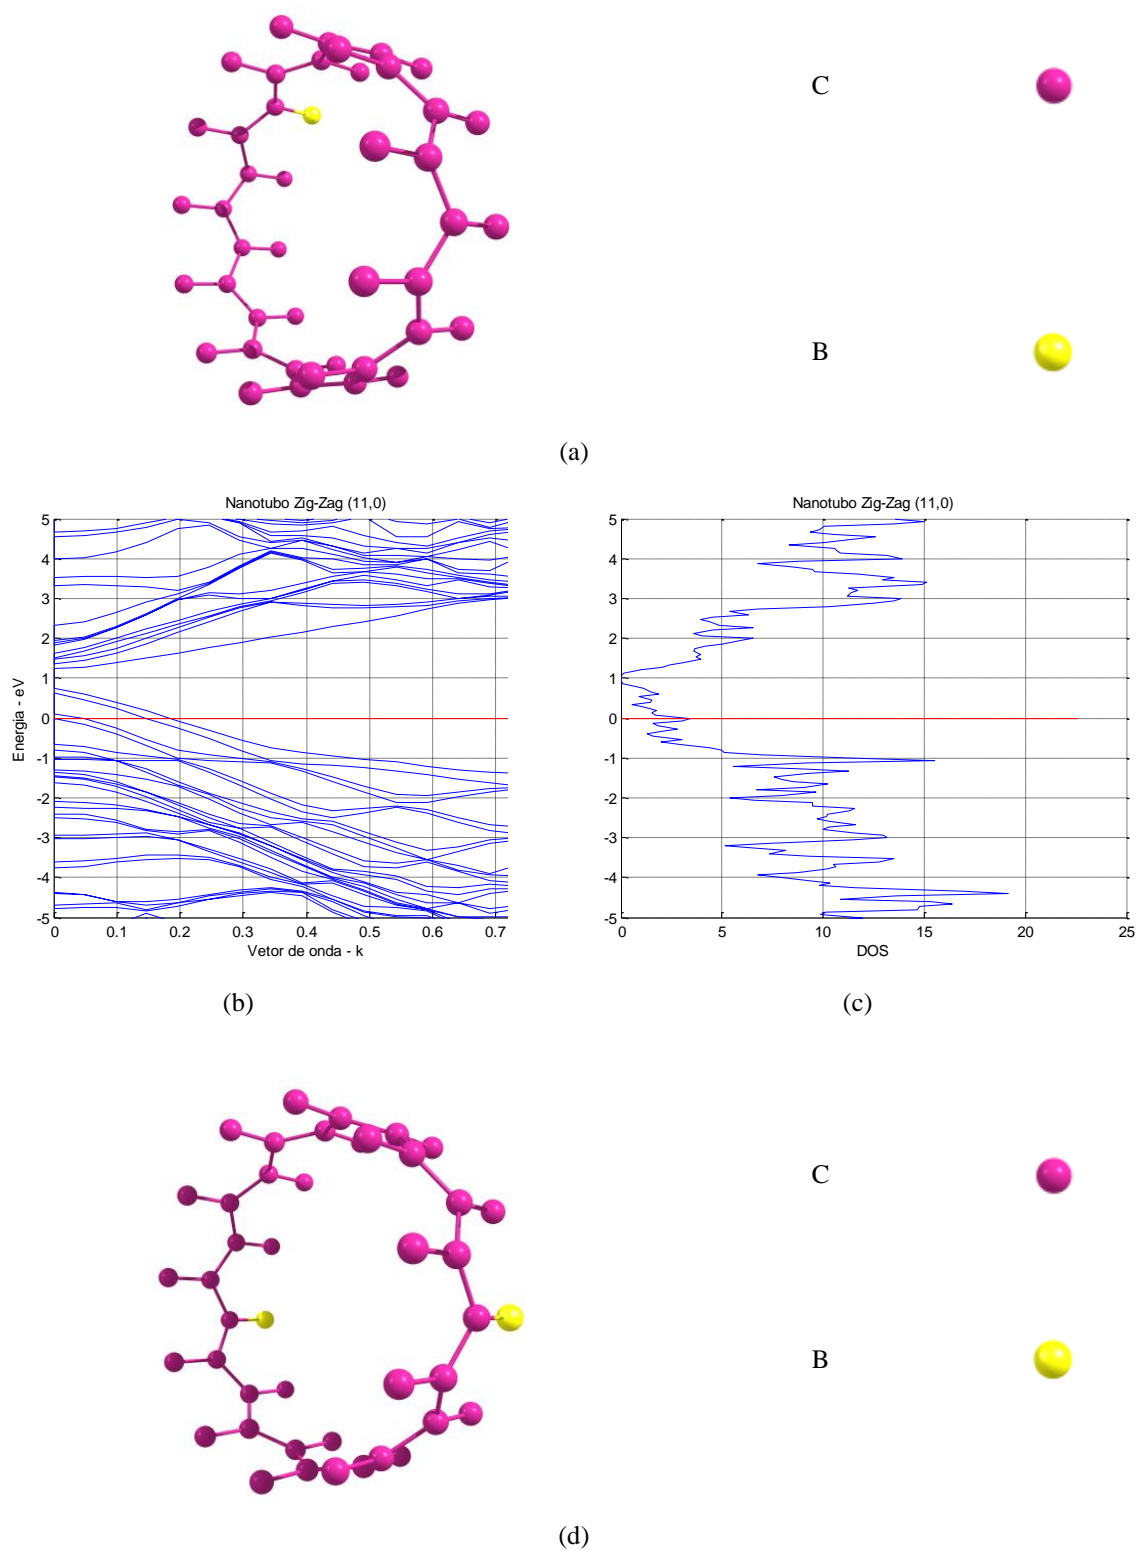 C
B
(a)
Nanotubo Zig-Zag (11,0)
5
4
3
2
1
0
-1
-2
-3
-4
-5
Energia - eV
0 0.1 0.2 0.3 0.4 0.5 0.6 0.7
Vetor de onda - k
(b)
Nanotubo Zig-Zag (11,0)
5
4
3
2
1
0
-1
-2
-3
-4
-5
0 5 10 15 20 25
DOS
(c)
C
B
(d)